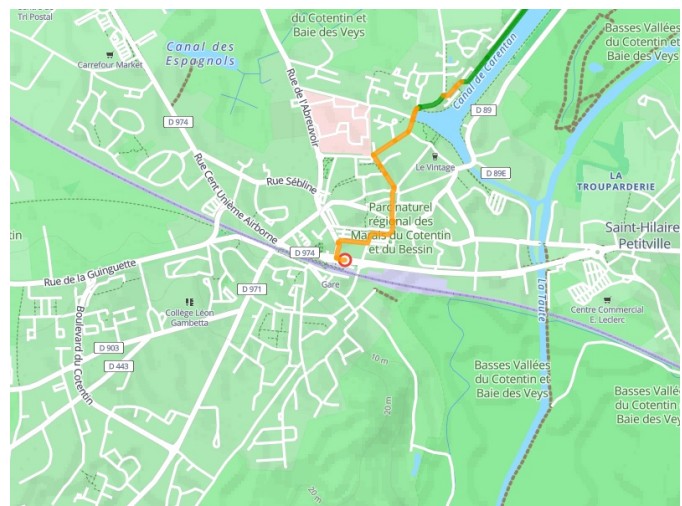 Tri Postal
du Cotentin et
Baie des Veys
Canal des
Espagnols
Carrefour Market
Basses Vallées
du Cotentin et
Baie des Veys
Canal de Carentan
Rue de l'Abreuvoir
D 974
D 89
Le Vintage
D 89E
LA
TROUPARDERIE
Rue Sébline
Rue Cent Unième Airborne
Parc naturel
régional des
Marais du Cotentin
et du Bessin
Saint-Hilaire
Petitville
D 974
Rue de la Guinguette
Gare
D 971
La Taute
Collège Léon
Gambetta
Centre Commercial
E. Leclerc
Boulevard du Cotentin
D 903
D 443
10 m
Basses Vallées
du Cotentin et
Baie des Veys
Basses Vallée
du Cotentin
Baie des Vey
20 m
20 m